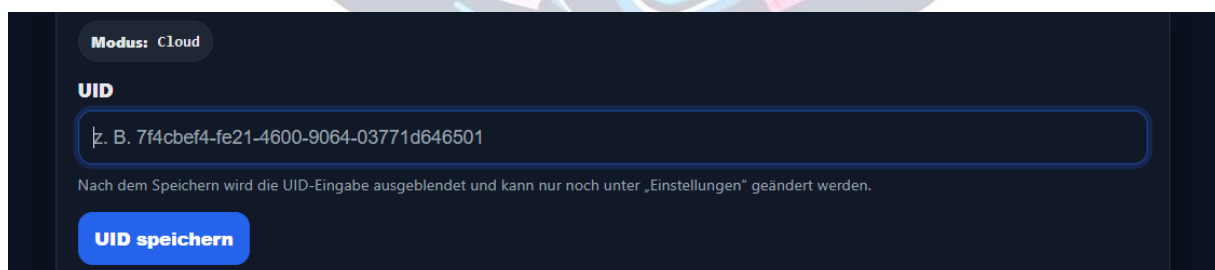 Modus: Cloud
UID
z. B. 7f4cbef4-fe21-4600-9064-03771d646501
Nach dem Speichern wird die UID-Eingabe ausgeblendet und kann nur noch unter „Einstellungen“ geändert werden.
UID speichern